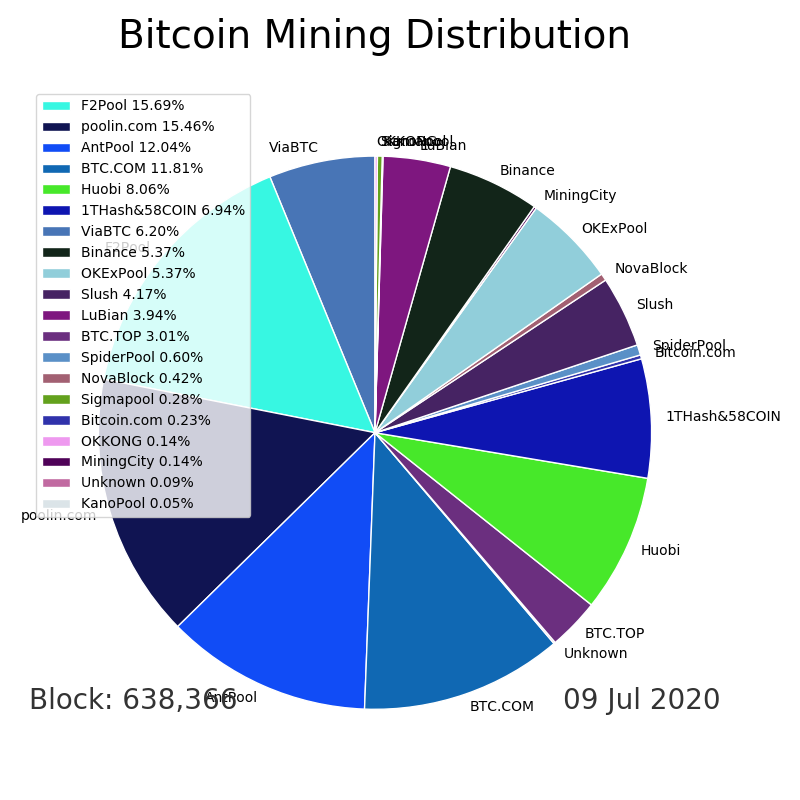 Bitcoin Mining Distribution
F2Pool 15.69%
poolin.com 15.46%
AntPool 12.04%
BTC.COM 11.81%
Huobi 8.06%
1THash&58COIN 6.94%
ViaBTC 6.20%
Binance 5.37%
OKExPool 5.37%
Slush 4.17%
LuBian 3.94%
BTC.TOP 3.01%
SpiderPool 0.60%
NovaBlock 0.42%
Sigmapool 0.28%
Bitcoin.com 0.23%
OKKONG 0.14%
MiningCity 0.14%
Unknown 0.09%
KanoPool 0.05%
ViaBTC
LuBian
Binance
MiningCity
OKExPool
NovaBlock
Slush
SpiderPool
Bitcoin.com
1THash&58COIN
Huobi
BTC.TOP
Unknown
BTC.COM
AntPool
poolin.com
F2Pool
Block: 638,366
09 Jul 2020